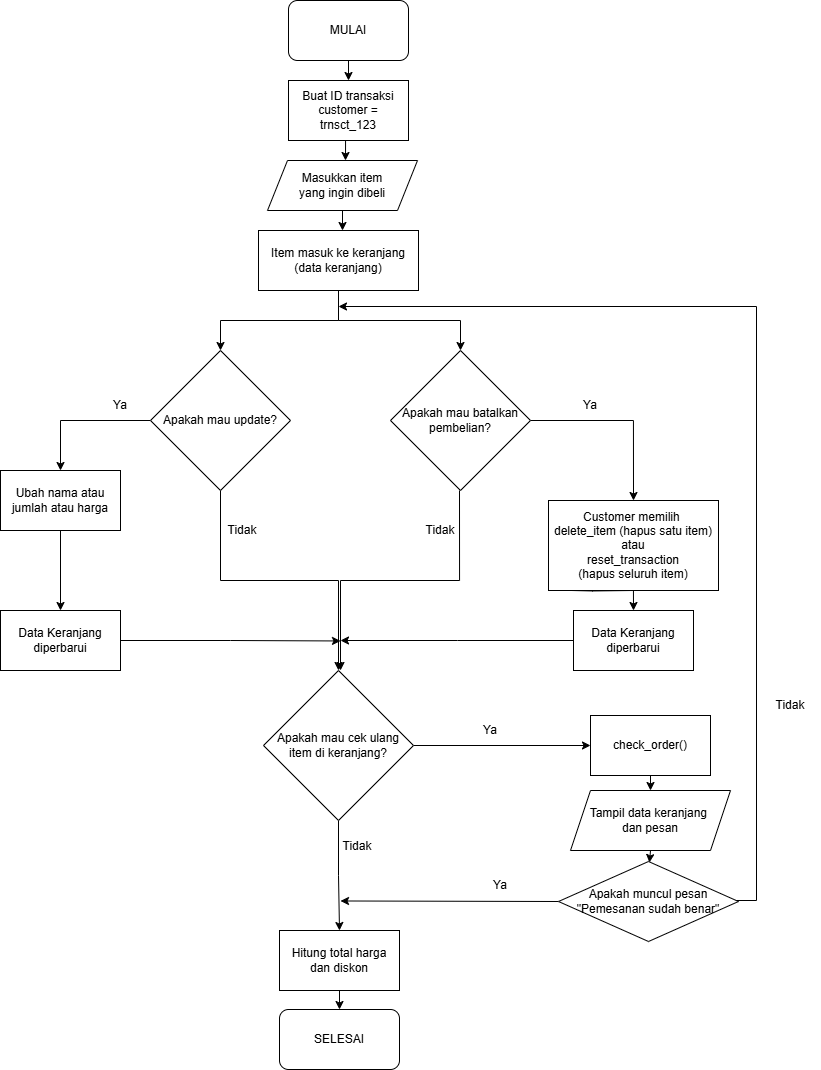 MULAI
Buat ID transaksi
customer =
trnsct_123
Masukkan item
yang ingin dibeli
Item masuk ke keranjang
(data keranjang)
Ya
Apakah mau update?
Apakah mau batalkan
pembelian?
Ya
Ubah nama atau
jumlah atau harga
Tidak
Tidak
Customer memilih
delete_item (hapus satu item)
atau
reset_transaction
(hapus seluruh item)
Data Keranjang
diperbarui
Data Keranjang
diperbarui
Tidak
Apakah mau cek ulang
item di keranjang?
Ya
check_order()
Tampil data keranjang
dan pesan
Tidak
Ya
Apakah muncul pesan
"Pemesanan sudah benar"
Hitung total harga
dan diskon
SELESAI